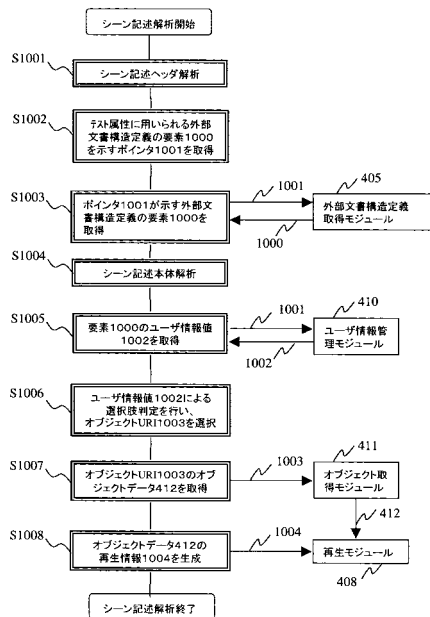 シーン記述解析開始
S1001
シーン記述ヘッダ解析
S1002
テスト属性に用いられる外部
文書構造定義の要素1000
を示すポインタ1001を取得
S1003
ポインタ1001が示す外部文
書構造定義の要素1000を
取得
1001
1000
405
外部文書構造定義
取得モジュール
S1004
シーン記述本体解析
S1005
要素1000のユーザ情報値
1002を取得
1001
1002
410
ユーザ情報管
理モジュール
S1006
ユーザ情報値1002による
選択肢判定を行い、
オブジェクトURI1003を選択
S1007
オブジェクトURI1003のオブ
ジェクトデータ412を取得
1003
411
オブジェクト取
得モジュール
412
S1008
オブジェクトデータ412の
再生情報1004を生成
1004
再生モジュール
408
シーン記述解析終了